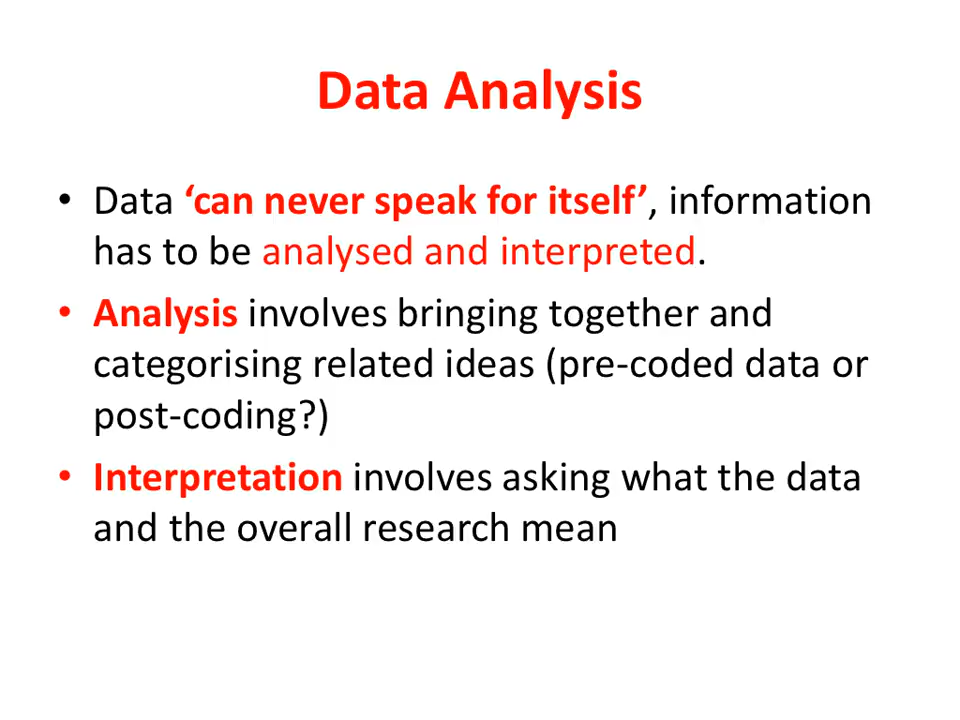 Data Analysis
• Data ‘can never speak for itself’, information
has to be analysed and interpreted.
• Analysis involves bringing together and
categorising related ideas (pre-coded data or
post-coding?)
• Interpretation involves asking what the data
and the overall research mean